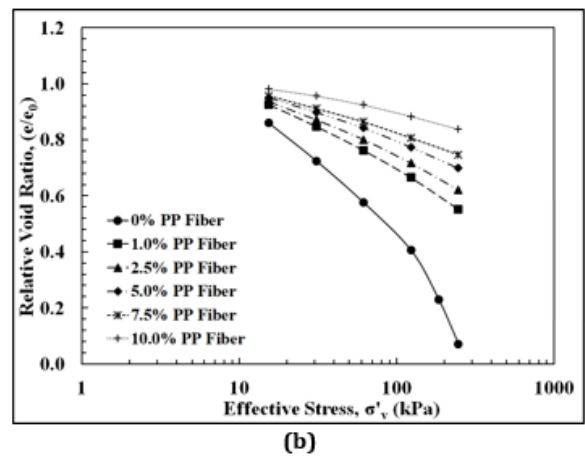 1.2
1.0
0.8
0.6
0.4
0.2
0.0
Relative Void Ratio, (e/e₀)
0% PP Fiber
1.0% PP Fiber
2.5% PP Fiber
5.0% PP Fiber
7.5% PP Fiber
10.0% PP Fiber
1 10 100 1000
Effective Stress, σ'ᵥ (kPa)
(b)